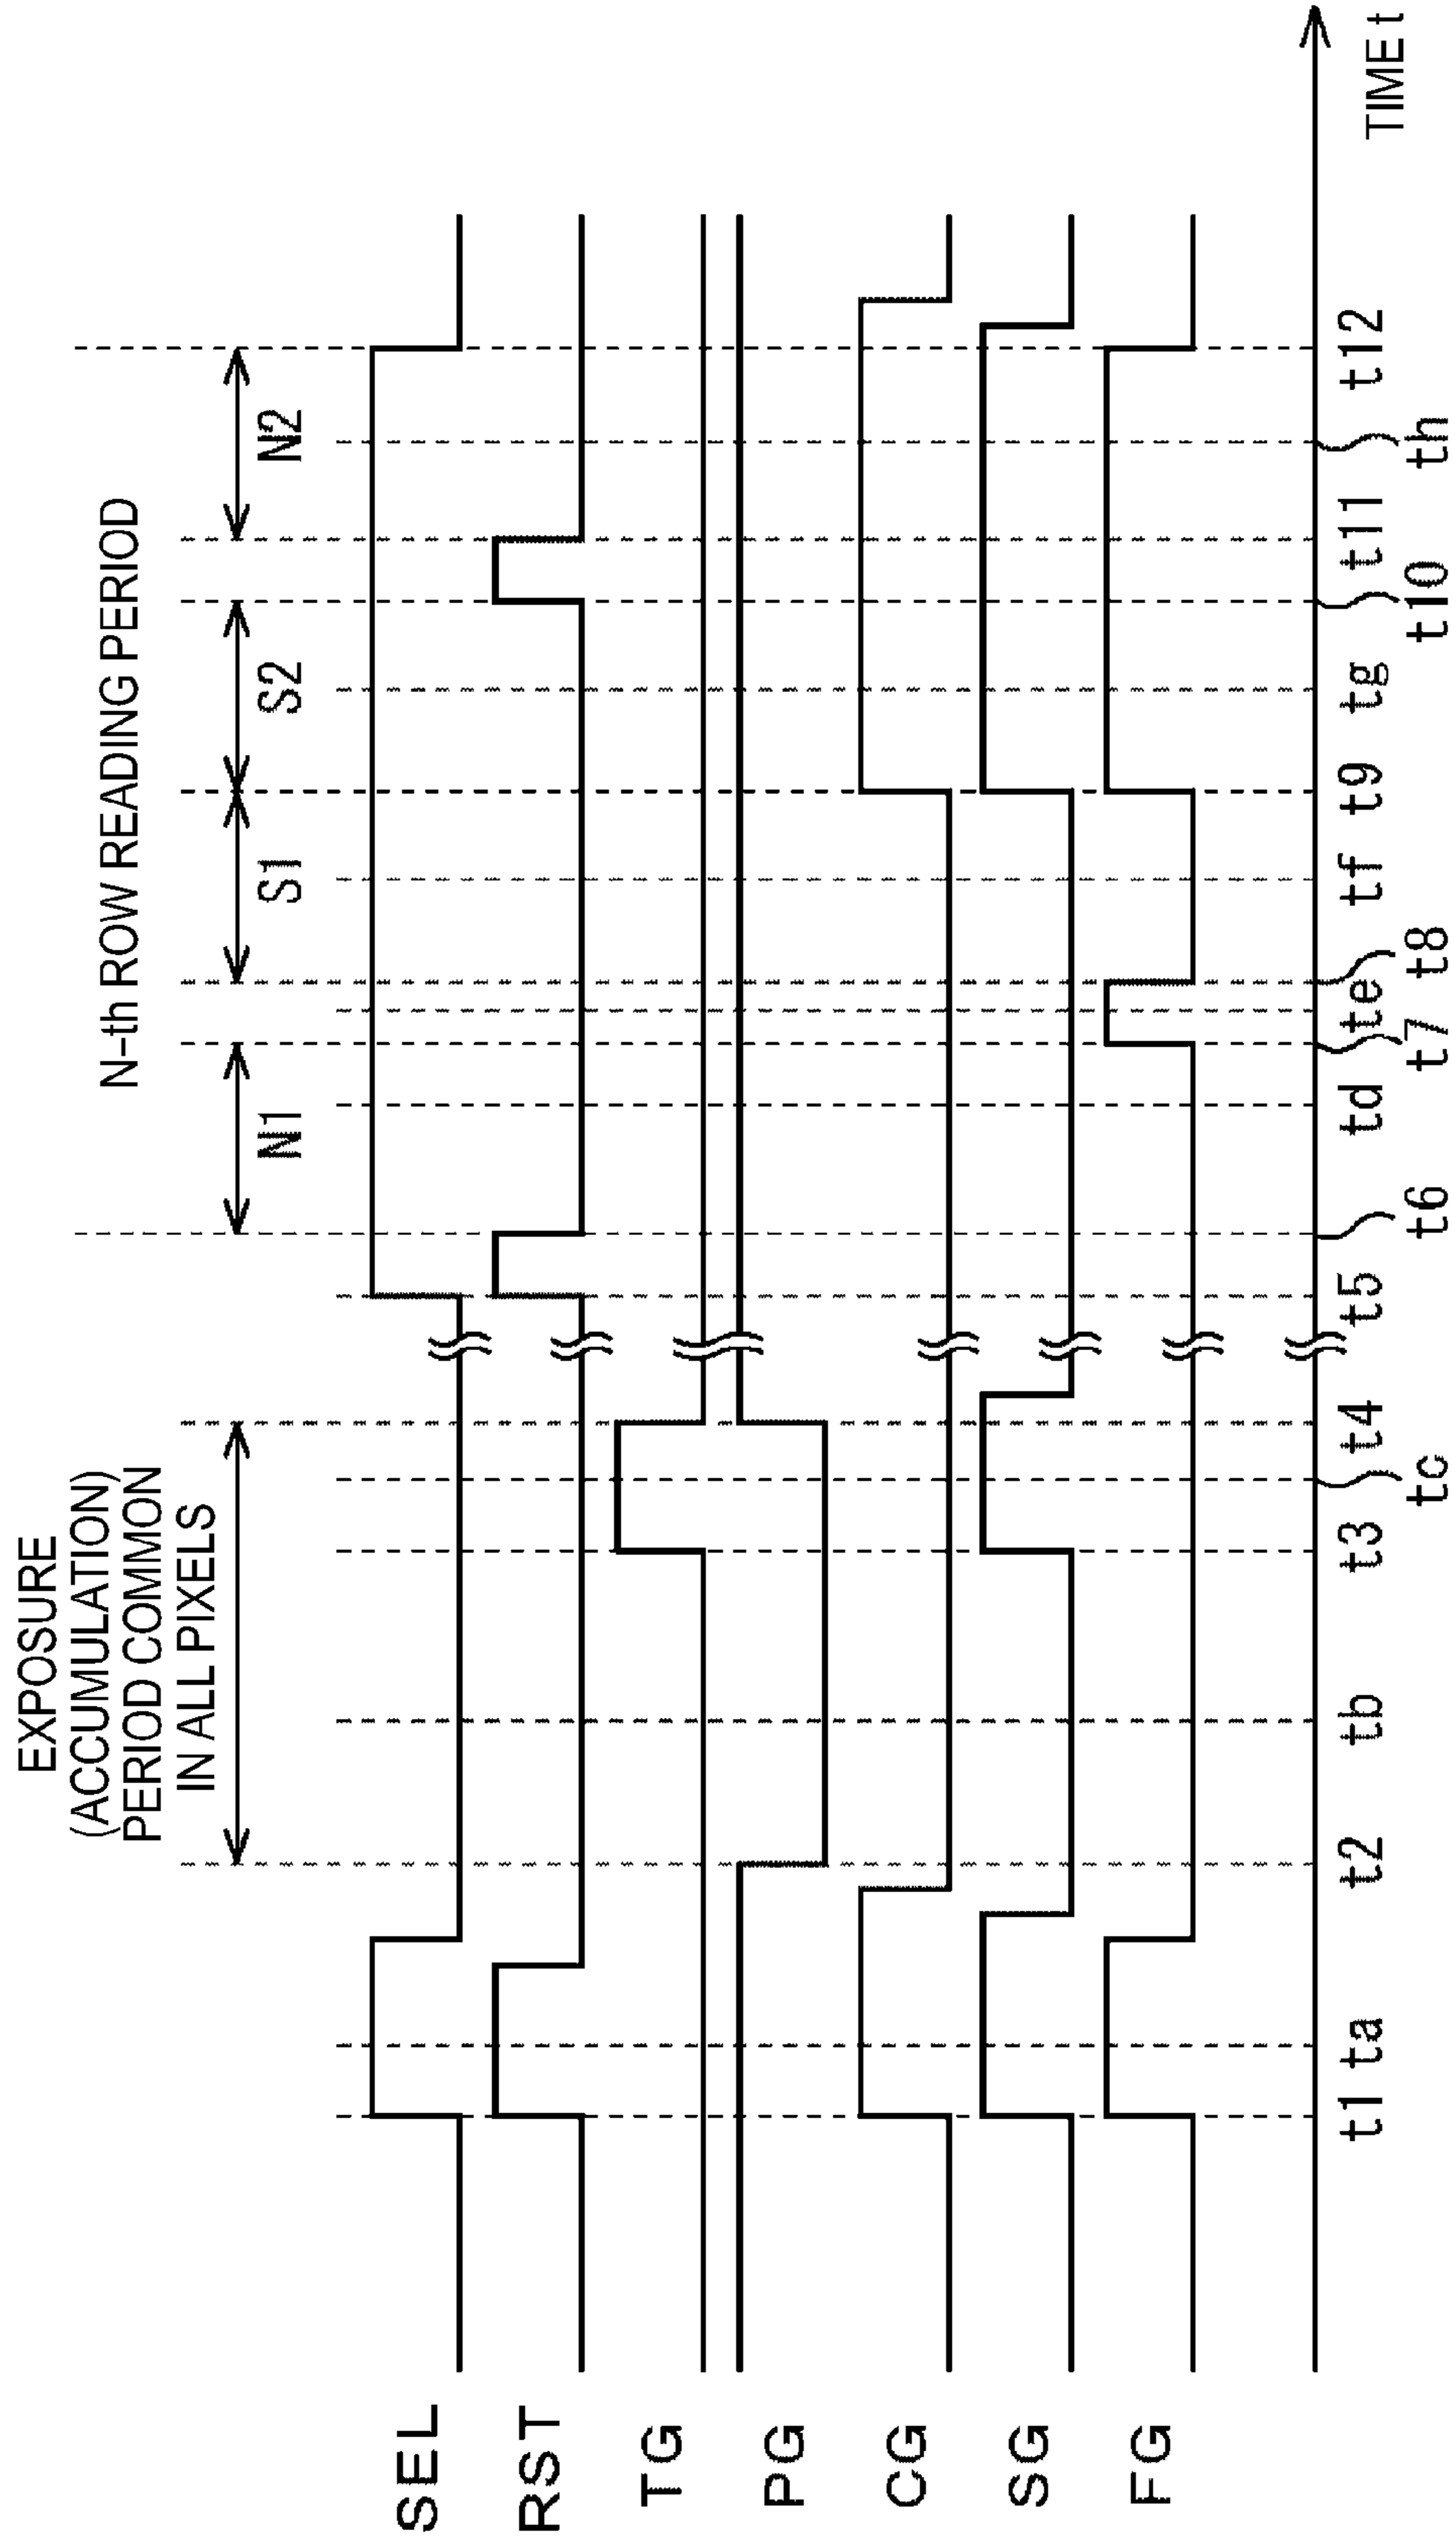 EXPOSURE
(ACCUMULATION)
PERIOD COMMON
IN ALL PIXELS
N-th ROW READING PERIOD
N1
S1
S2
N2
SEL
RST
TG
PG
CG
SG
FG
t1 ta t2 tb t3 t4 t5 td te tf t9 tg t11 t12
tc t6 t7 t8 t10 th
TIME t